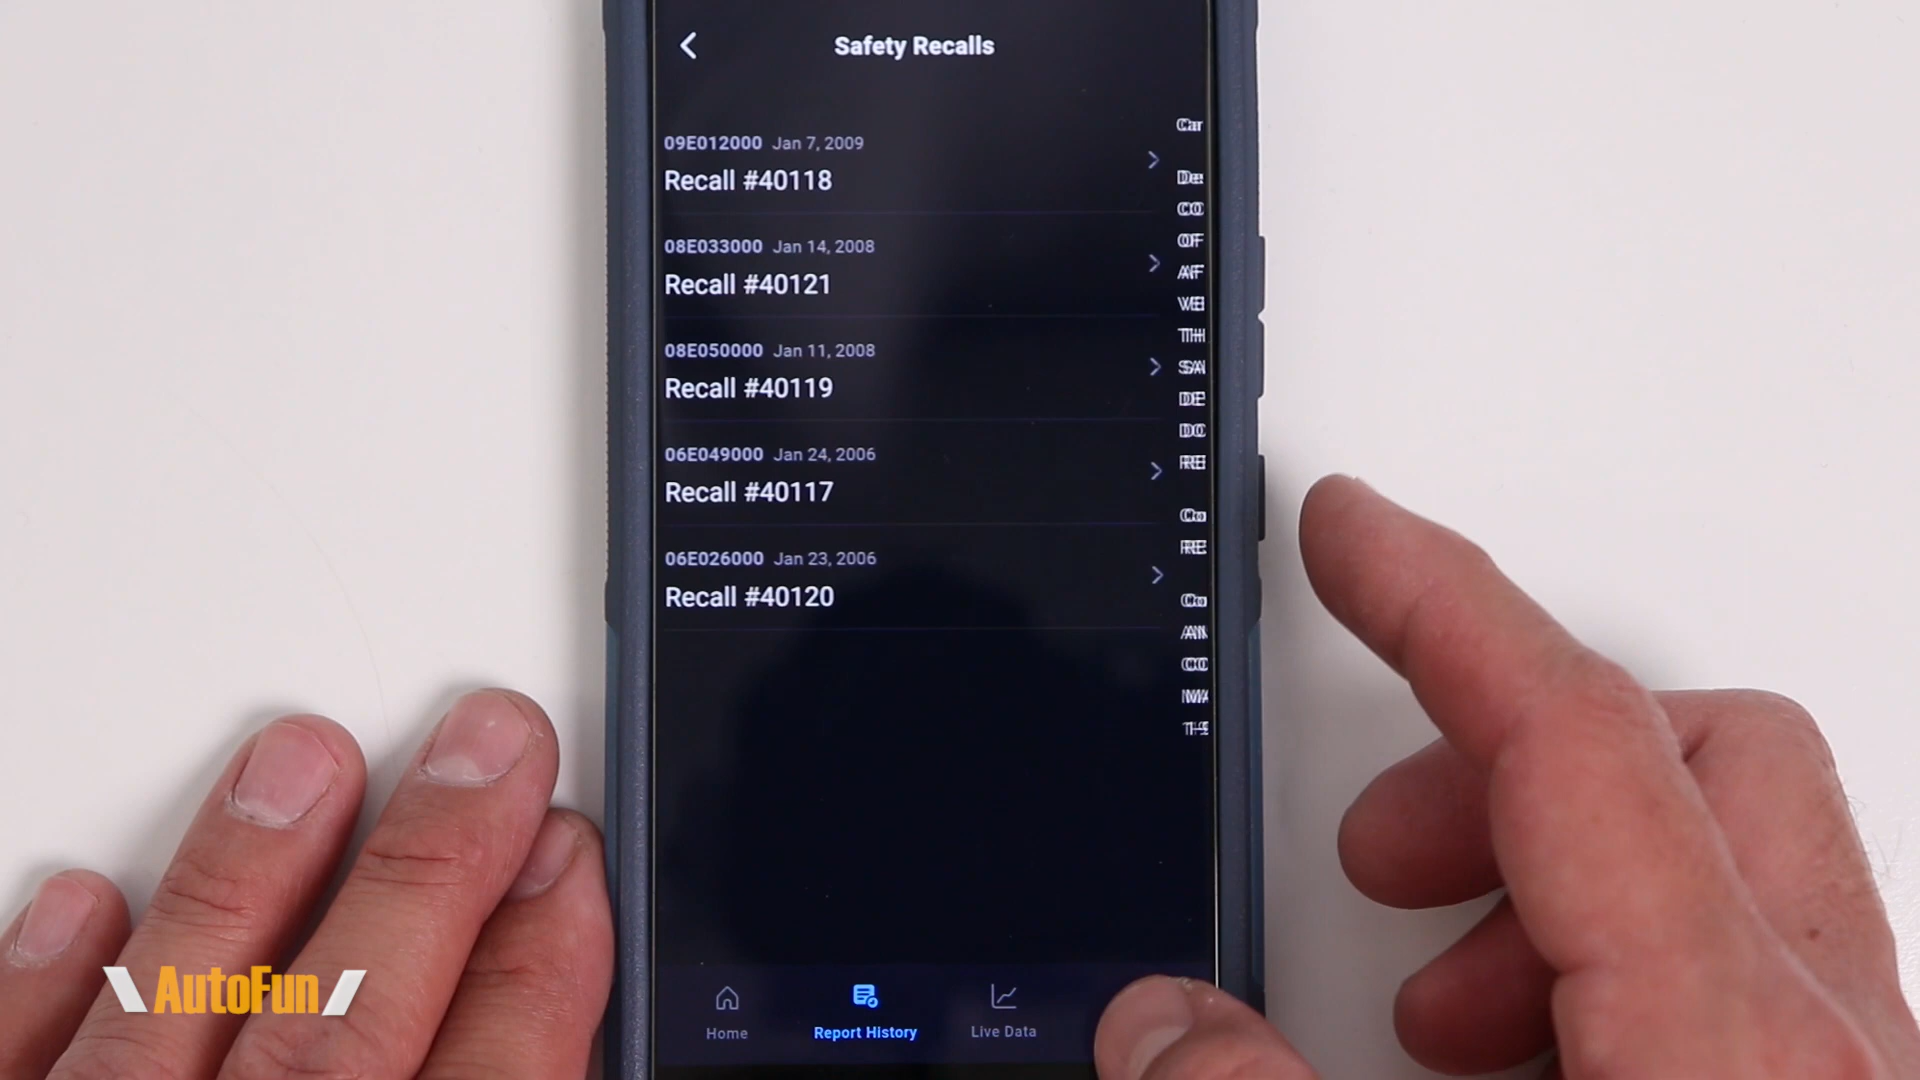 Safety Recalls
09E012000 Jan 7, 2009
Recall #40118
08E033000 Jan 14, 2008
Recall #40121
08E050000 Jan 11, 2008
Recall #40119
06E049000 Jan 24, 2006
Recall #40117
06E026000 Jan 23, 2006
Recall #40120
Home
Report History
Live Data
AutoFun